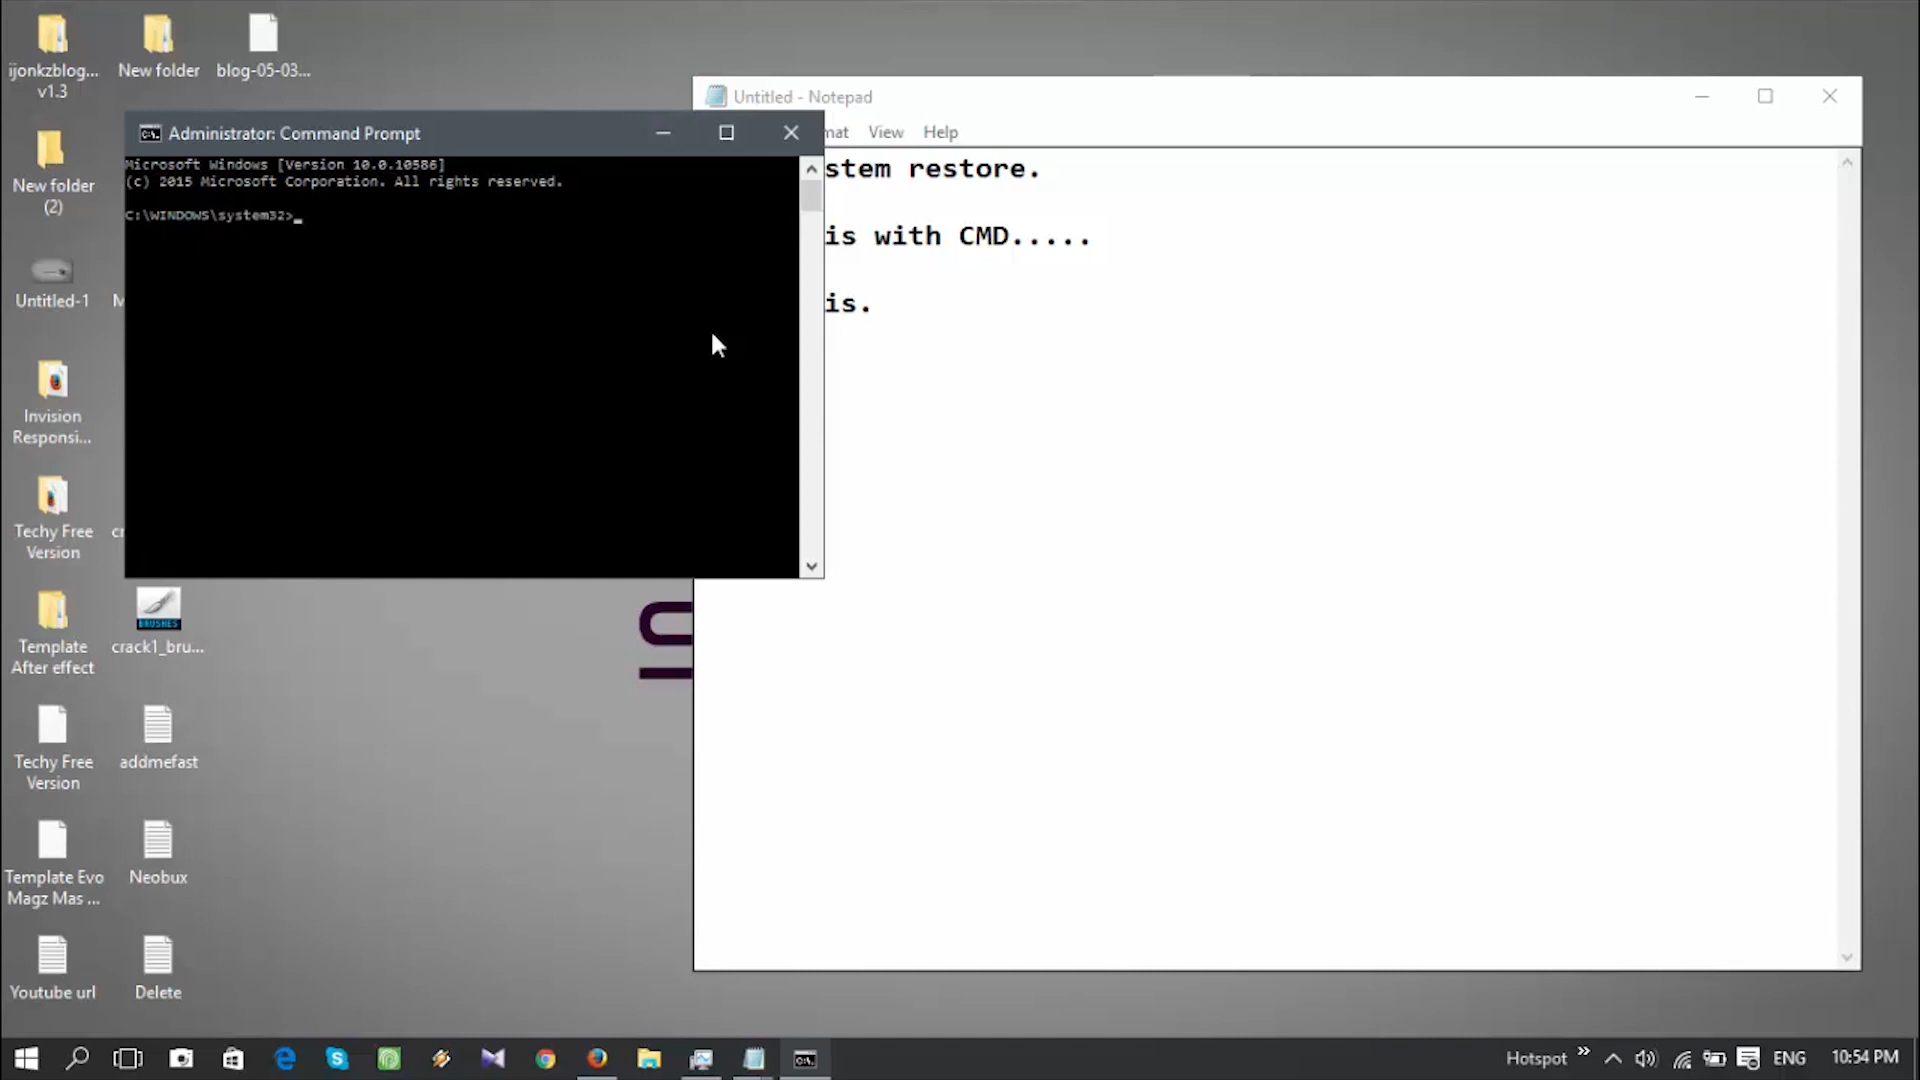 ijonkzblog...
v1.3
New folder
blog-05-03...
New folder
(2)
Untitled-1
M
Invision
Responsi...
Techy Free
Version
cr
Template
After effect
BRUSHES
crack1_bru...
Techy Free
Version
addmefast
Template Evo
Magz Mas ...
Neobux
Youtube url
Delete
Administrator: Command Prompt
Microsoft Windows [Version 10.0.10586]
(c) 2015 Microsoft Corporation. All rights reserved.
C:\WINDOWS\system32>_
Untitled - Notepad
mat View Help
stem restore.
is with CMD.....
is.
Hotspot
ENG
10:54 PM